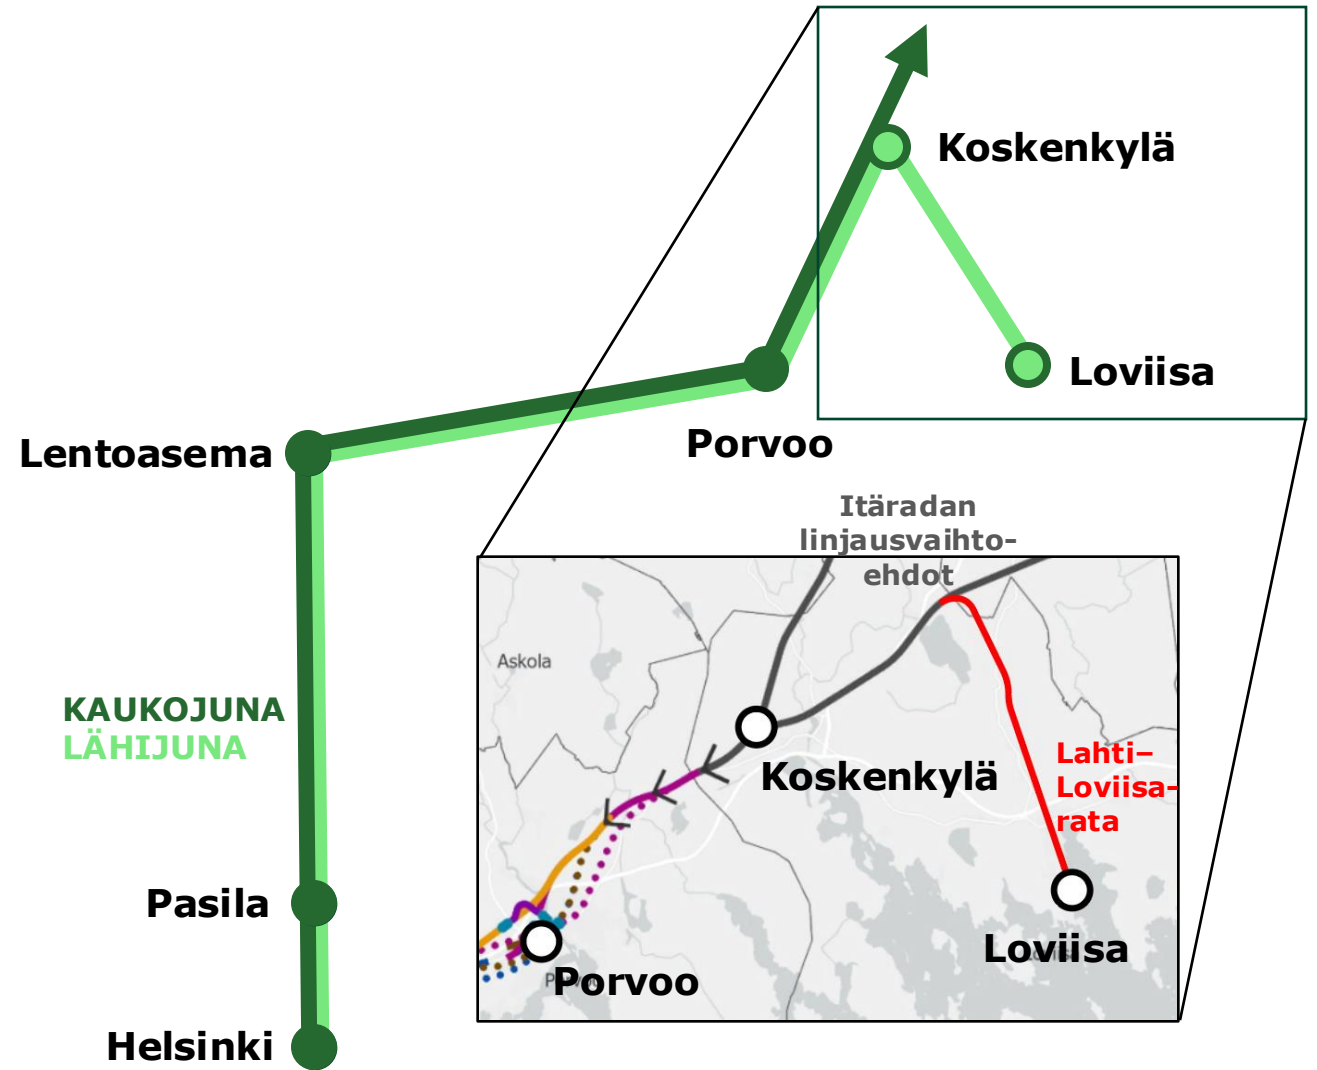 Koskenkylä
Loviisa
Porvoo
Lentoasema
KAUKOJUNA
LÄHIJUNA
Pasila
Helsinki
Itäradan
linjausvaihto-
ehdot
Askola
Koskenkylä
Lahti–
Loviisa-
rata
Loviisa
Porvoo